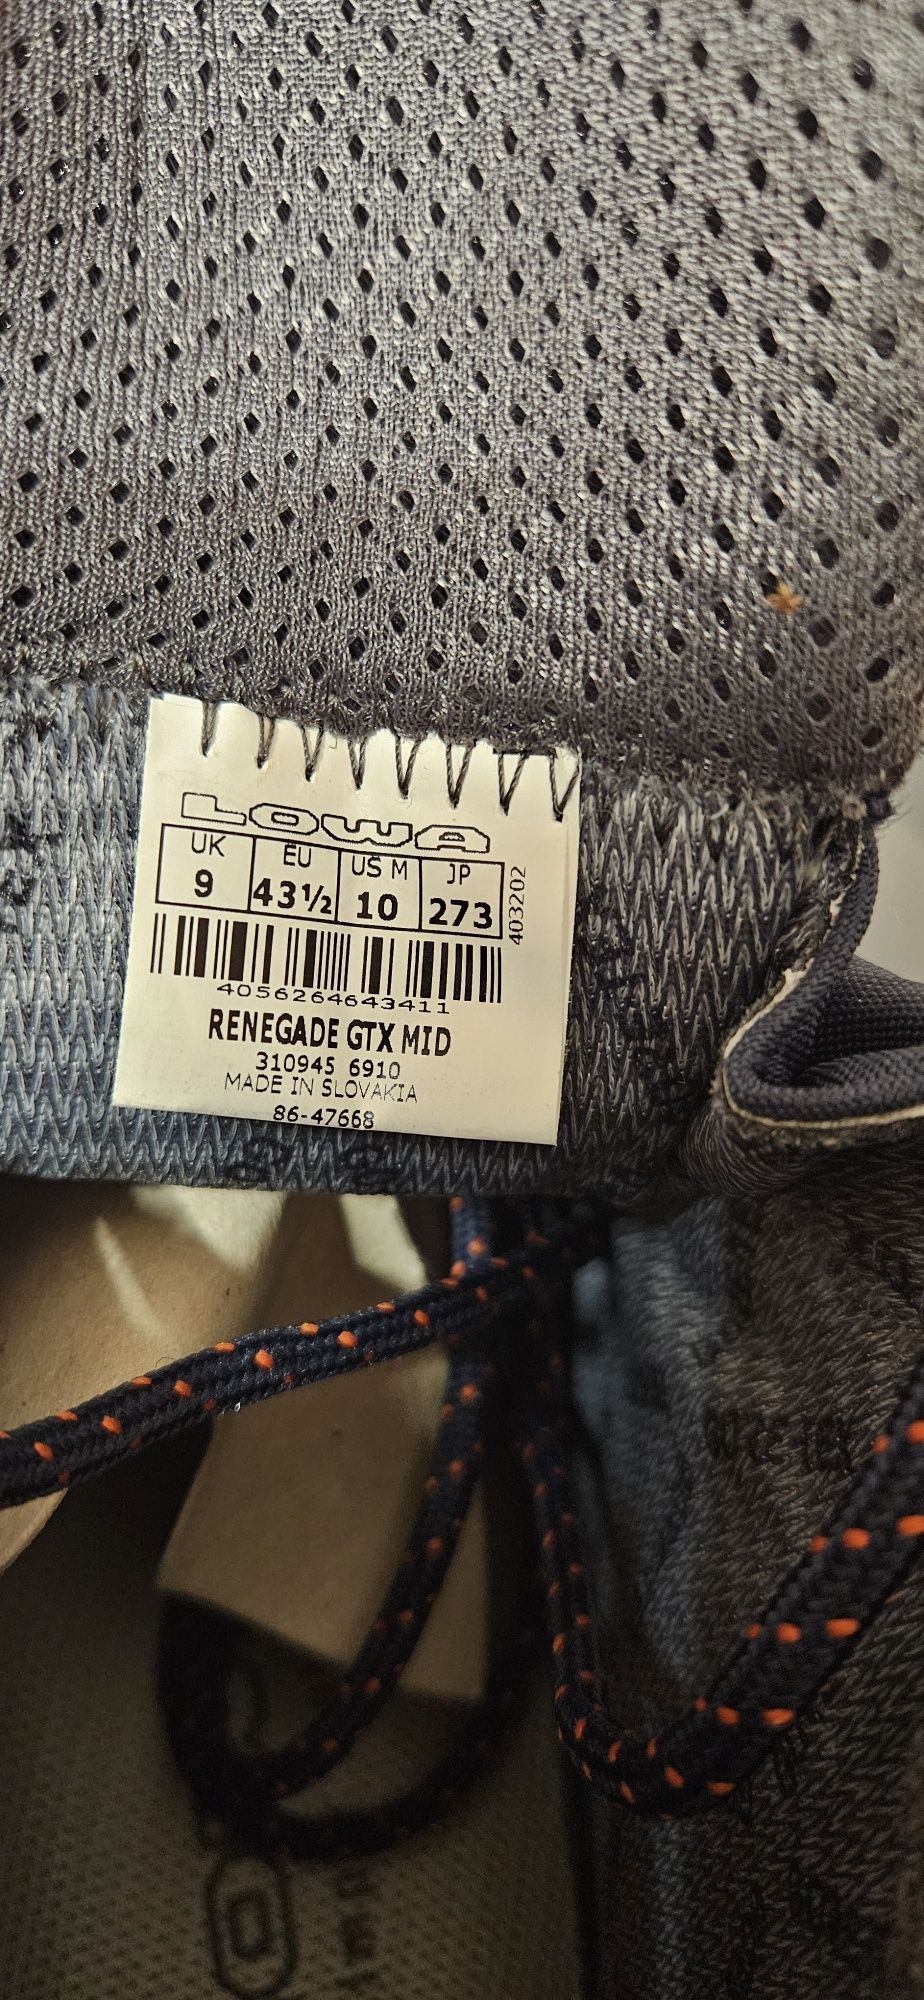 LOWA
UK EU US M JP
9 43½ 10 273
403202
4056264643411
RENEGADE GTX MID
310945 6910
MADE IN SLOVAKIA
86-47668